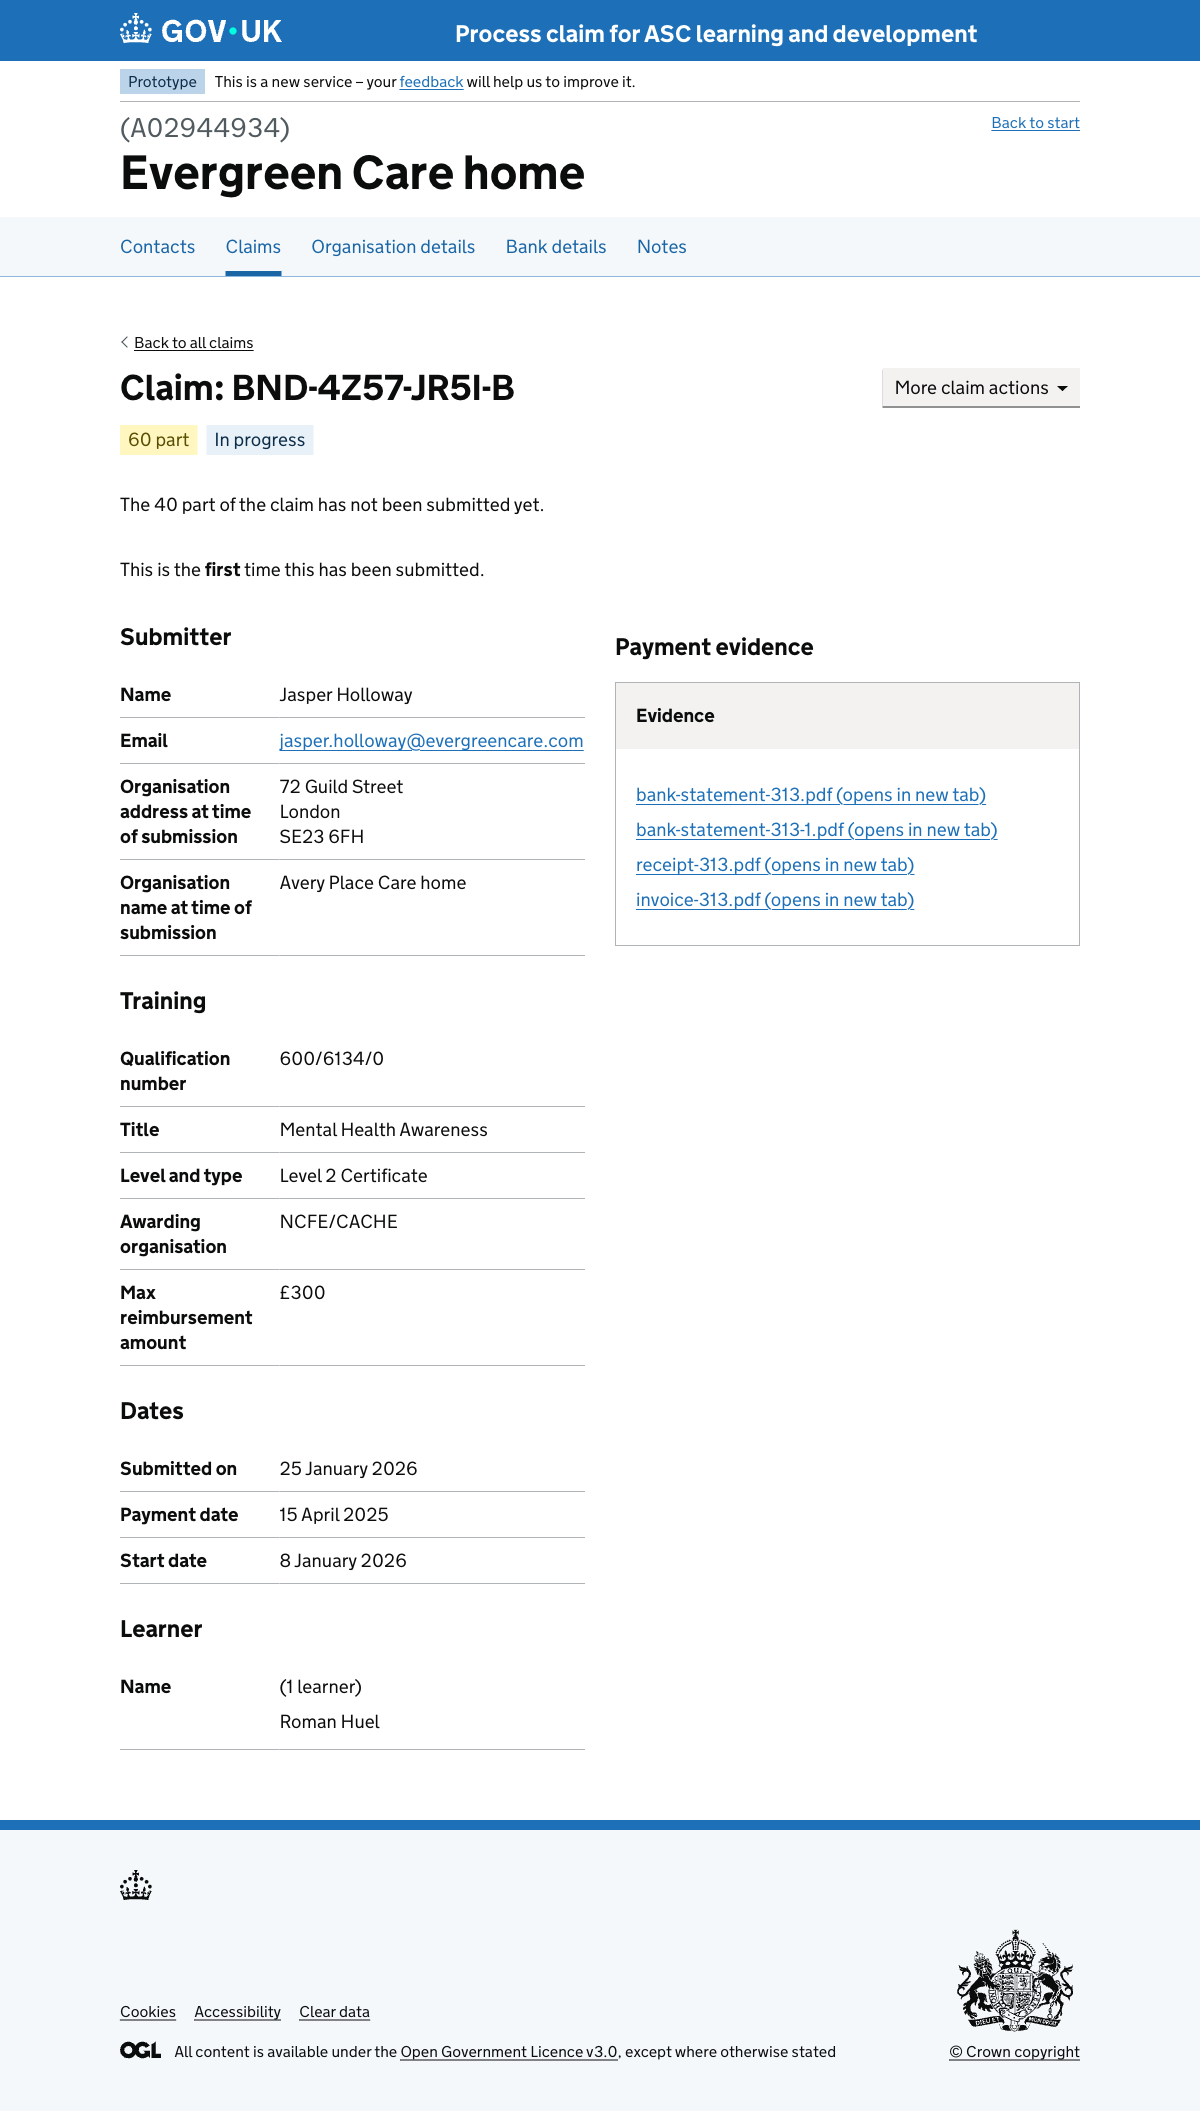 GOV•UK
Process claim for ASC learning and development
Prototype
This is a new service – your feedback will help us to improve it.
(A02944934)
Back to start
Evergreen Care home
Contacts
Claims
Organisation details
Bank details
Notes
Back to all claims
Claim: BND-4Z57-JR5I-B
More claim actions
60 part
In progress
The 40 part of the claim has not been submitted yet.
This is the first time this has been submitted.
Submitter
Name
Jasper Holloway
Email
jasper.holloway@evergreencare.com
Organisation address at time of submission
72 Guild Street
London
SE23 6FH
Organisation name at time of submission
Avery Place Care home
Payment evidence
Evidence
bank-statement-313.pdf (opens in new tab)
bank-statement-313-1.pdf (opens in new tab)
receipt-313.pdf (opens in new tab)
invoice-313.pdf (opens in new tab)
Training
Qualification number
600/6134/0
Title
Mental Health Awareness
Level and type
Level 2 Certificate
Awarding organisation
NCFE/CACHE
Max reimbursement amount
£300
Dates
Submitted on
25 January 2026
Payment date
15 April 2025
Start date
8 January 2026
Learner
Name
(1 learner)
Roman Huel
Cookies
Accessibility
Clear data
OGL
All content is available under the Open Government Licence v3.0, except where otherwise stated
© Crown copyright